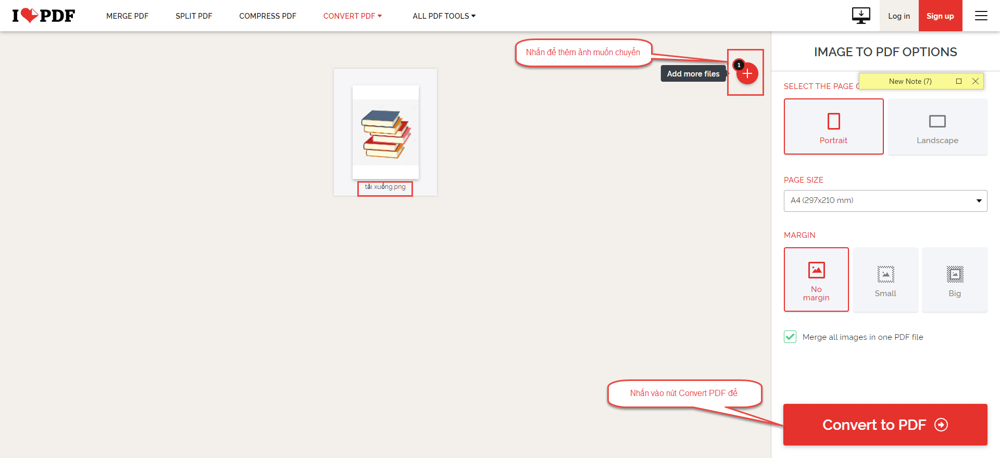 I PDF
MERGE PDF
SPLIT PDF
COMPRESS PDF
CONVERT PDF
ALL PDF TOOLS
Log in
Sign up
Nhấn để thêm ảnh muốn chuyển
1
Add more files
tải xuống.png
IMAGE TO PDF OPTIONS
New Note (7)
SELECT THE PAGE
Portrait
Landscape
PAGE SIZE
A4 (297x210 mm)
MARGIN
No
margin
Small
Big
Merge all images in one PDF file
Nhấn vào nút Convert PDF để
Convert to PDF